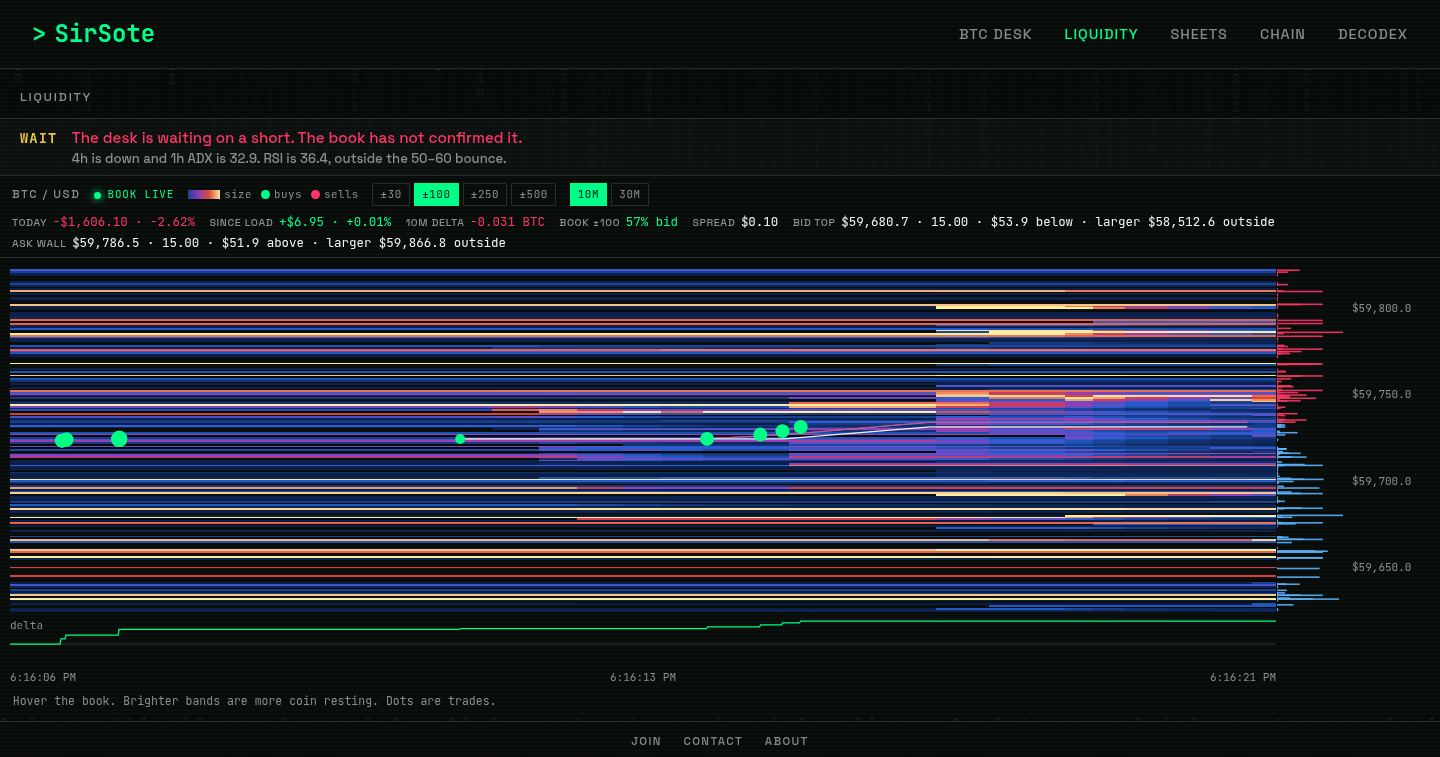 > SirSote
BTC DESK LIQUIDITY SHEETS CHAIN DECODEX
LIQUIDITY
WAIT The desk is waiting on a short. The book has not confirmed it.
4h is down and 1h ADX is 32.9. RSI is 36.4, outside the 50–60 bounce.
BTC / USD BOOK LIVE size buys sells ±30 ±100 ±250 ±500 10M 30M
TODAY -$1,606.10 · -2.62% SINCE LOAD +$6.95 · +0.01% 10M DELTA -0.031 BTC BOOK ±100 57% bid SPREAD $0.10 BID TOP $59,680.7 · 15.00 · $53.9 below · larger $58,512.6 outside
ASK WALL $59,786.5 · 15.00 · $51.9 above · larger $59,866.8 outside
$59,800.0
$59,750.0
$59,700.0
$59,650.0
delta
6:16:06 PM 6:16:13 PM 6:16:21 PM
Hover the book. Brighter bands are more coin resting. Dots are trades.
JOIN CONTACT ABOUT